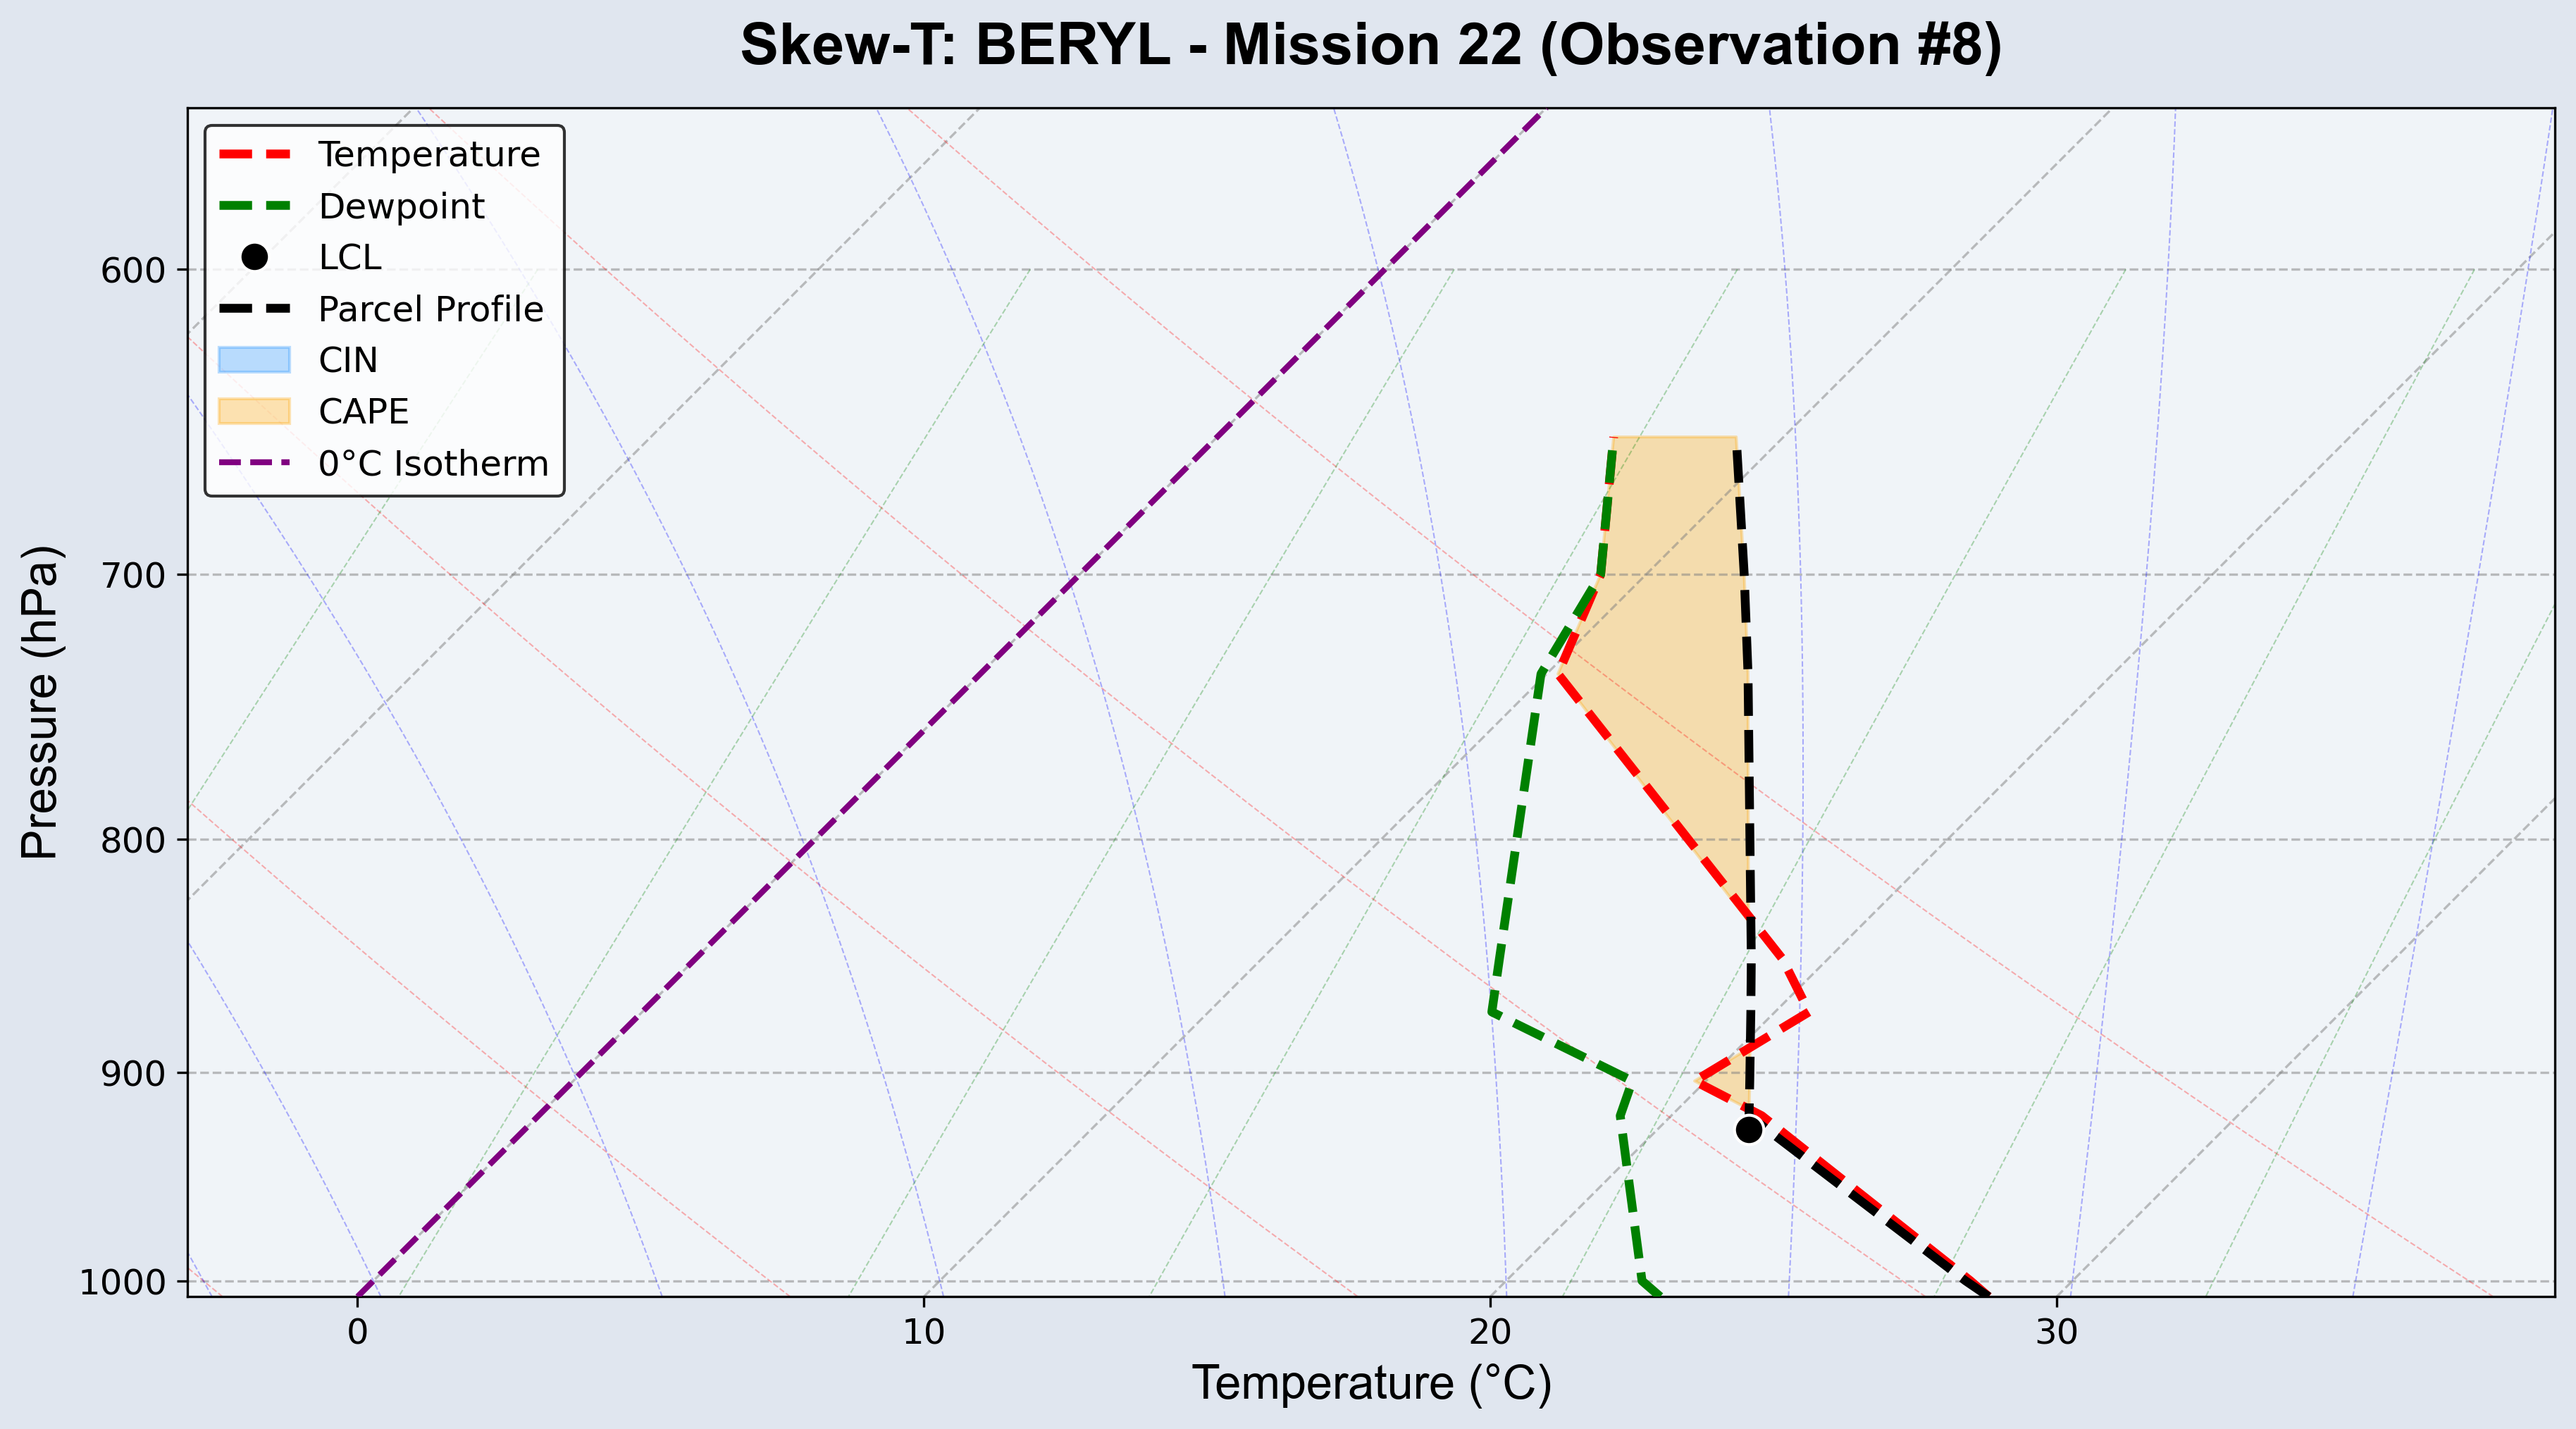 Skew-T: BERYL - Mission 22 (Observation #8)
Temperature
Dewpoint
LCL
Parcel Profile
CIN
CAPE
0°C Isotherm
Pressure (hPa)
600
700
800
900
1000
0 10 20 30
Temperature (°C)